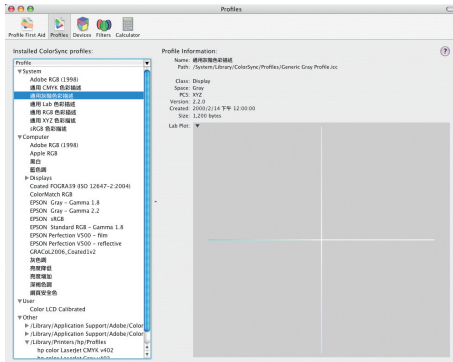 Profiles
Profile First Aid
Profiles
Devices
Filters
Calculator
Installed ColorSync profiles:
Profile
System
Adobe RGB (1998)
通用 CMYK 色彩描述
通用灰階色彩描述
通用 Lab 色彩描述
通用 RGB 色彩描述
通用 XYZ 色彩描述
sRGB 色彩描述
Computer
Adobe RGB (1998)
Apple RGB
黑白
藍色調
Displays
Coated FOGRA39 (ISO 12647-2:2004)
ColorMatch RGB
EPSON Gray - Gamma 1.8
EPSON Gray - Gamma 2.2
EPSON sRGB
EPSON Standard RGB - Gamma 1.8
EPSON Perfection V500 - film
EPSON Perfection V500 - reflective
GRACoL2006_Coated1v2
灰色調
亮度降低
亮度增加
深褐色調
網頁安全色
User
Color LCD Calibrated
Other
/Library/Application Support/Adobe/Color
/Library/Application Support/Adobe/Color
/Library/Printers/hp/Profiles
hp color LaserJet CMYK v402
hp color LaserJet Gray v402
Profile Information:
?
Name: 通用灰階色彩描述
Path: /System/Library/ColorSync/Profiles/Generic Gray Profile.icc
Class: Display
Space: Gray
PCS: XYZ
Version: 2.2.0
Created: 2000/2/14 下午 12:00:00
Size: 1,200 bytes
Lab Plot: